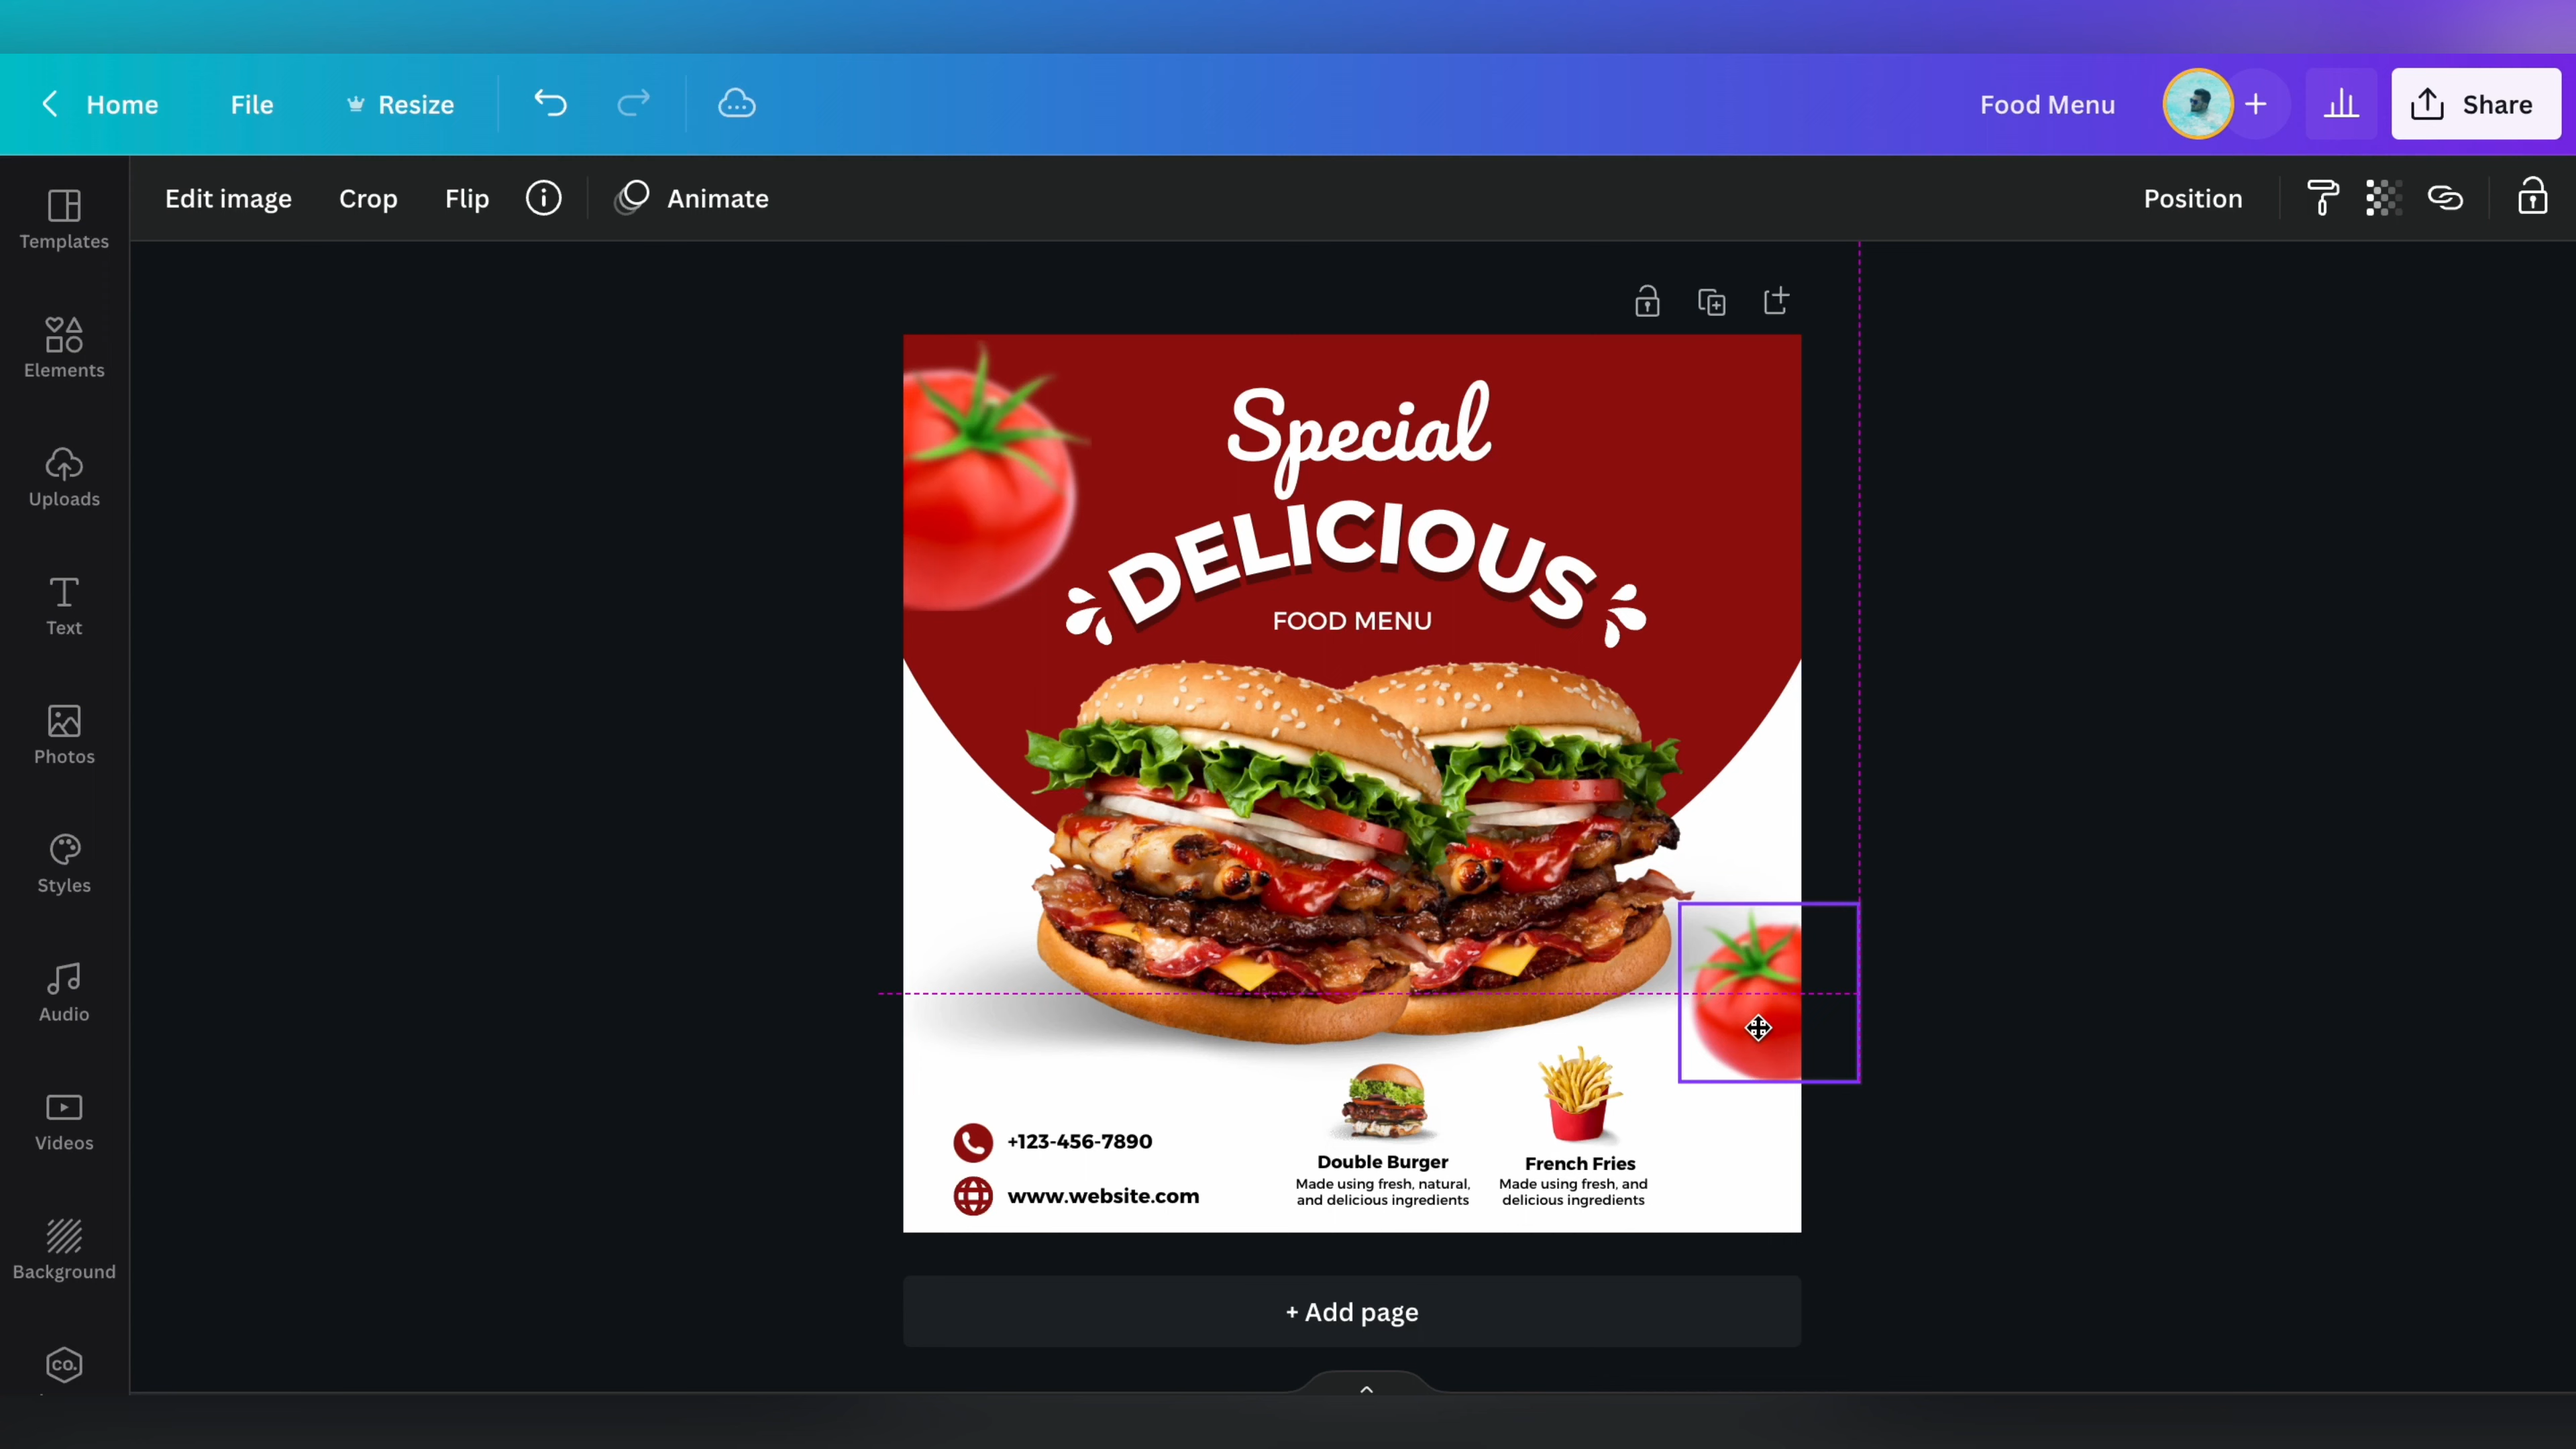 Home File Resize Food Menu + Share
Edit image Crop Flip Animate Position
Templates
Elements
Uploads
Text
Photos
Styles
Audio
Videos
Background
CO.
Special
DELICIOUS
FOOD MENU
+123-456-7890
www.website.com
Double Burger
Made using fresh, natural,
and delicious ingredients
French Fries
Made using fresh, and
delicious ingredients
+ Add page